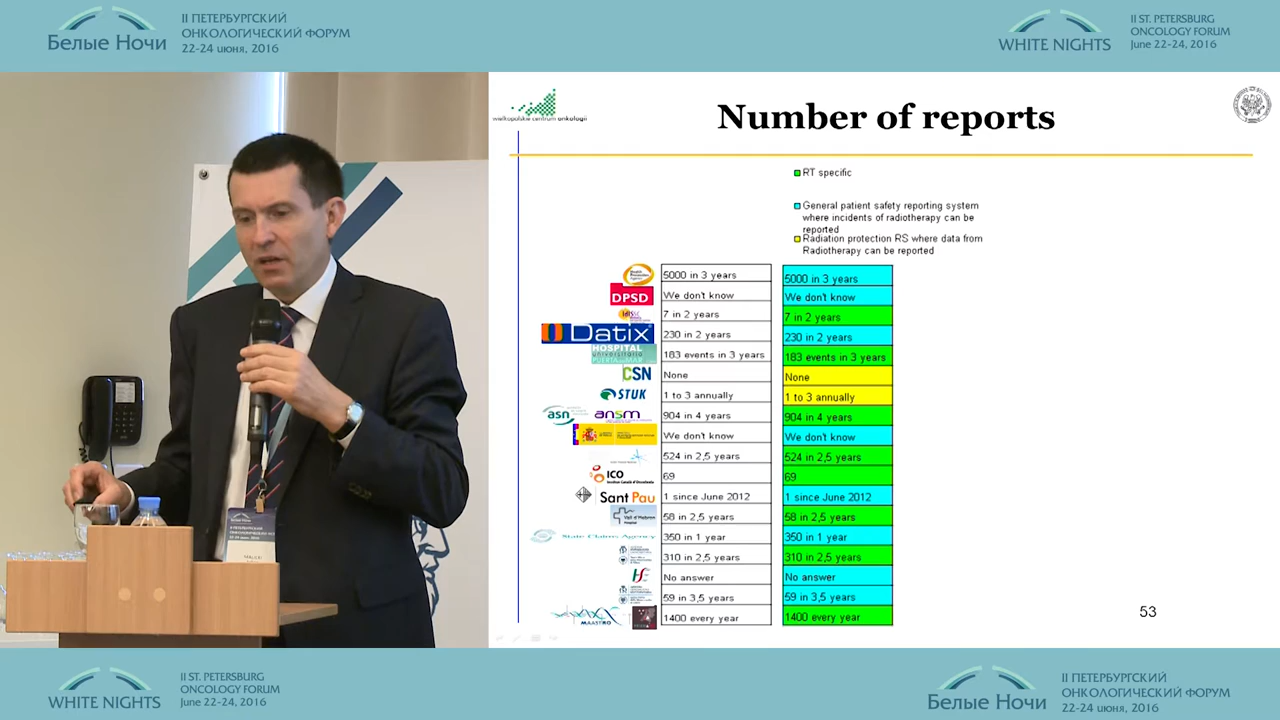 II ПЕТЕРБУРГСКИЙ
ОНКОЛОГИЧЕСКИЙ ФОРУМ
22-24 июня, 2016
Белые Ночи
II ST. PETERSBURG
ONCOLOGY FORUM
June 22-24, 2016
WHITE NIGHTS
wielkopolskie centrum onkologii
Number of reports
RT specific
General patient safety reporting system
where incidents of radiotherapy can be
reported
Radiation protection RS where data from
Radiotherapy can be reported
5000 in 3 years
5000 in 3 years
DPSD
We don't know
We don't know
7 in 2 years
7 in 2 years
Datix
230 in 2 years
230 in 2 years
HOSPITAL
183 events in 3 years
183 events in 3 years
CSN
None
None
STUK
1 to 3 annually
1 to 3 annually
asn
ansm
904 in 4 years
904 in 4 years
We don't know
We don't know
524 in 2,5 years
524 in 2,5 years
ICO
69
69
Sant Pau
1 since June 2012
1 since June 2012
Vall d'Hebron
Hospital
58 in 2,5 years
58 in 2,5 years
State Claims Agency
350 in 1 year
350 in 1 year
310 in 2,5 years
310 in 2,5 years
No answer
No answer
59 in 3,5 years
59 in 3,5 years
MAASTRO
1400 every year
1400 every year
53
Белые Ночи
II ПЕТЕРБУРГСКИЙ
WHITE NIGHTS
II ST. PETERSBURG
ONCOLOGY FORUM
June 22-24, 2016
Белые Ночи
II ПЕТЕРБУРГСКИЙ
ОНКОЛОГИЧЕСКИЙ ФОРУМ
22-24 июня, 2016